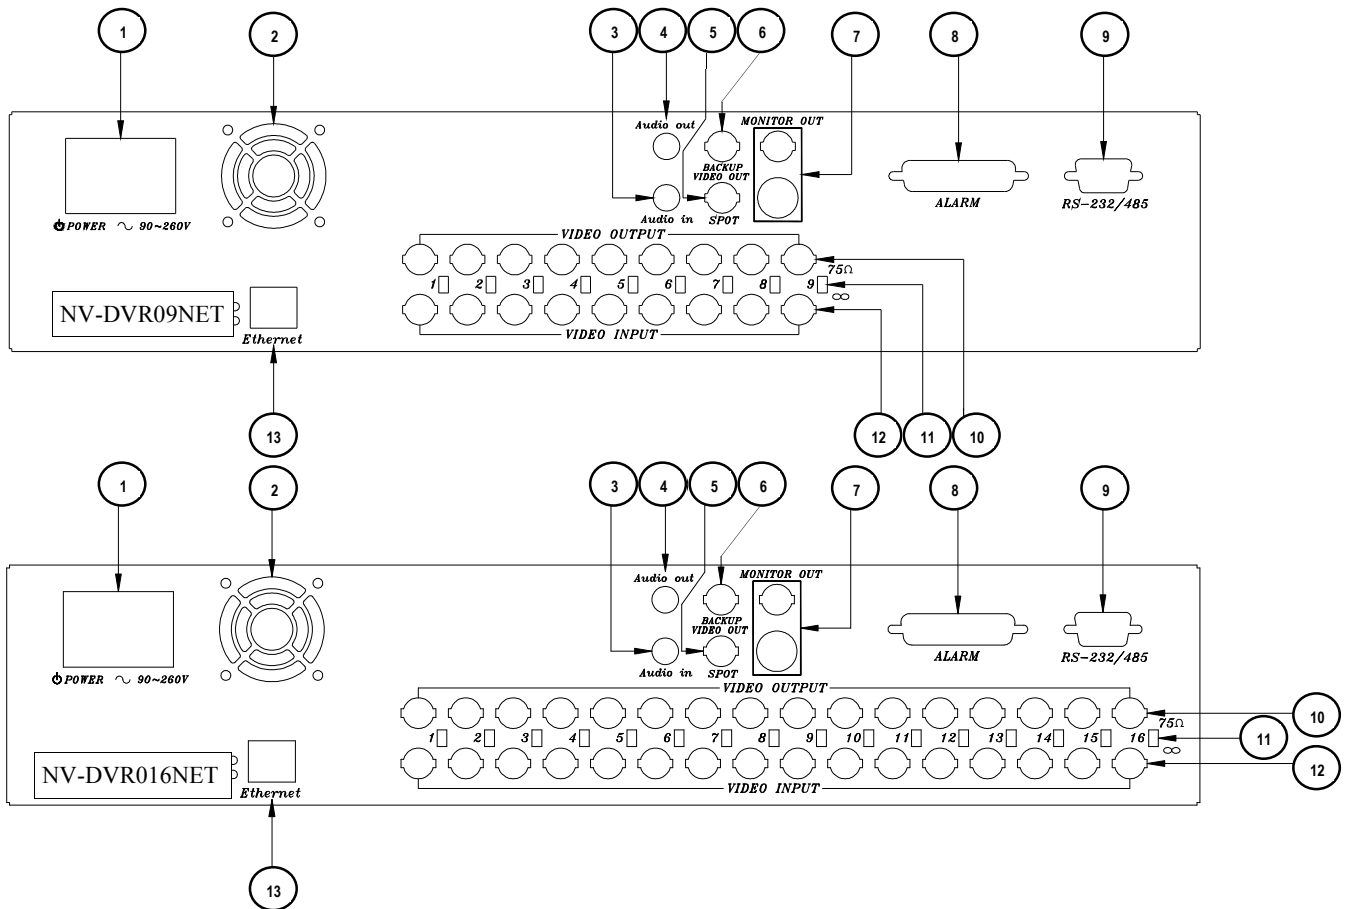 1 2 3 4 5 6 7 8 9
Audio out
MONITOR OUT
BACKUP
VIDEO OUT
Audio in
SPOT
ALARM
RS-232/485
⏻POWER ∿ 90~260V
VIDEO OUTPUT
75Ω
1 2 3 4 5 6 7 8 9
∞
VIDEO INPUT
NV-DVR09NET
Ethernet
13 12 11 10
1 2 3 4 5 6 7 8 9
Audio out
MONITOR OUT
BACKUP
VIDEO OUT
Audio in
SPOT
ALARM
RS-232/485
⏻POWER ∿ 90~260V
VIDEO OUTPUT
75Ω
10
1 2 3 4 5 6 7 8 9 10 11 12 13 14 15 16
11
∞
12
VIDEO INPUT
NV-DVR016NET
Ethernet
13